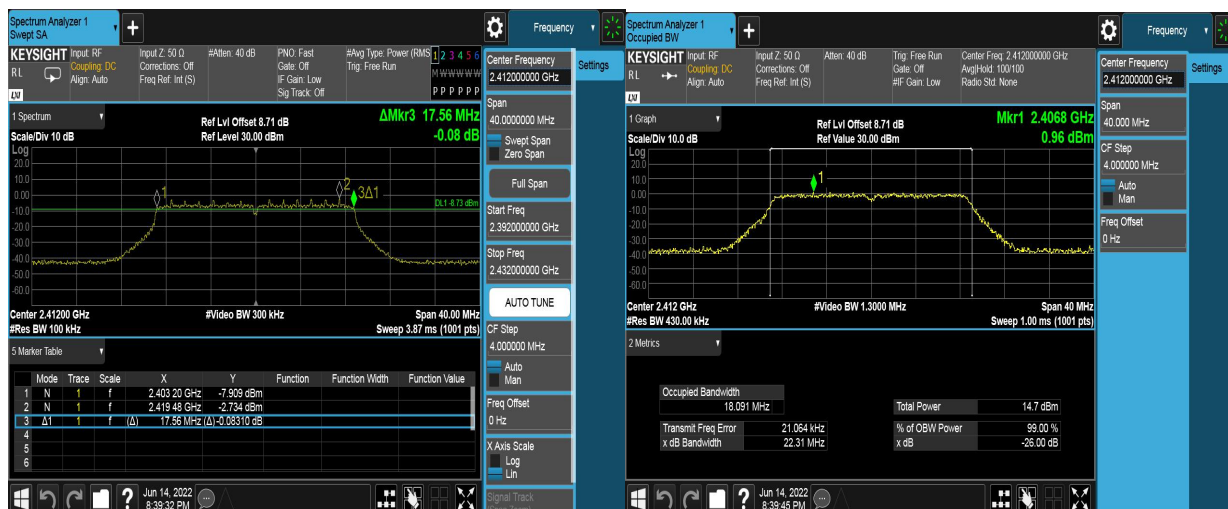 Spectrum Analyzer 1
Swept SA
Frequency
KEYSIGHT Input: RF Input Z: 50 Ω #Atten: 40 dB PNO: Fast #Avg Type: Power (RMS 1 2 3 4 5 6
RL Coupling: DC Corrections: Off Gate: Off Trig: Free Run M W W W W W
Align: Auto Freq Ref: Int (S) IF Gain: Low P P P P P P
Sig Track: Off
LXI
1 Spectrum
Ref Lvl Offset 8.71 dB ΔMkr3 17.56 MHz
Scale/Div 10 dB Ref Level 30.00 dBm -0.08 dB
Log
20.0
10.0
0.00
-10.0
-20.0
-30.0
-40.0
-50.0
-60.0
1
2
3Δ1
DL1 -8.73 dBm
Center 2.41200 GHz #Video BW 300 kHz Span 40.00 MHz
#Res BW 100 kHz Sweep 3.87 ms (1001 pts)
5 Marker Table
Mode Trace Scale X Y Function Function Width Function Value
1 N 1 f 2.403 20 GHz -7.909 dBm
2 N 1 f 2.419 48 GHz -2.734 dBm
3 Δ1 1 f (Δ) 17.56 MHz (Δ) -0.08310 dB
4
5
6
Jun 14, 2022
8:39:32 PM
Settings
Center Frequency
2.412000000 GHz
Span
40.0000000 MHz
Swept Span
Zero Span
Full Span
Start Freq
2.392000000 GHz
Stop Freq
2.432000000 GHz
AUTO TUNE
CF Step
4.000000 MHz
Auto
Man
Freq Offset
0 Hz
X Axis Scale
Log
Lin
Signal Track
Spectrum Analyzer 1
Occupied BW
Frequency
KEYSIGHT Input: RF Input Z: 50 Ω Atten: 40 dB Trig: Free Run Center Freq: 2.412000000 GHz
RL Coupling: DC Corrections: Off Gate: Off Avg|Hold: 100/100
Align: Auto Freq Ref: Int (S) #IF Gain: Low Radio Std: None
LXI
1 Graph
Ref Lvl Offset 8.71 dB Mkr1 2.4068 GHz
Scale/Div 10.0 dB Ref Value 30.00 dBm 0.96 dBm
Log
20.0
10.0
0.00
-10.0
-20.0
-30.0
-40.0
-50.0
-60.0
1
Center 2.412 GHz #Video BW 1.3000 MHz Span 40 MHz
#Res BW 430.00 kHz Sweep 1.00 ms (1001 pts)
2 Metrics
Occupied Bandwidth
18.091 MHz Total Power 14.7 dBm
Transmit Freq Error 21.064 kHz % of OBW Power 99.00 %
x dB Bandwidth 22.31 MHz x dB -26.00 dB
Jun 14, 2022
8:39:45 PM
Settings
Center Frequency
2.412000000 GHz
Span
40.000 MHz
CF Step
4.000000 MHz
Auto
Man
Freq Offset
0 Hz